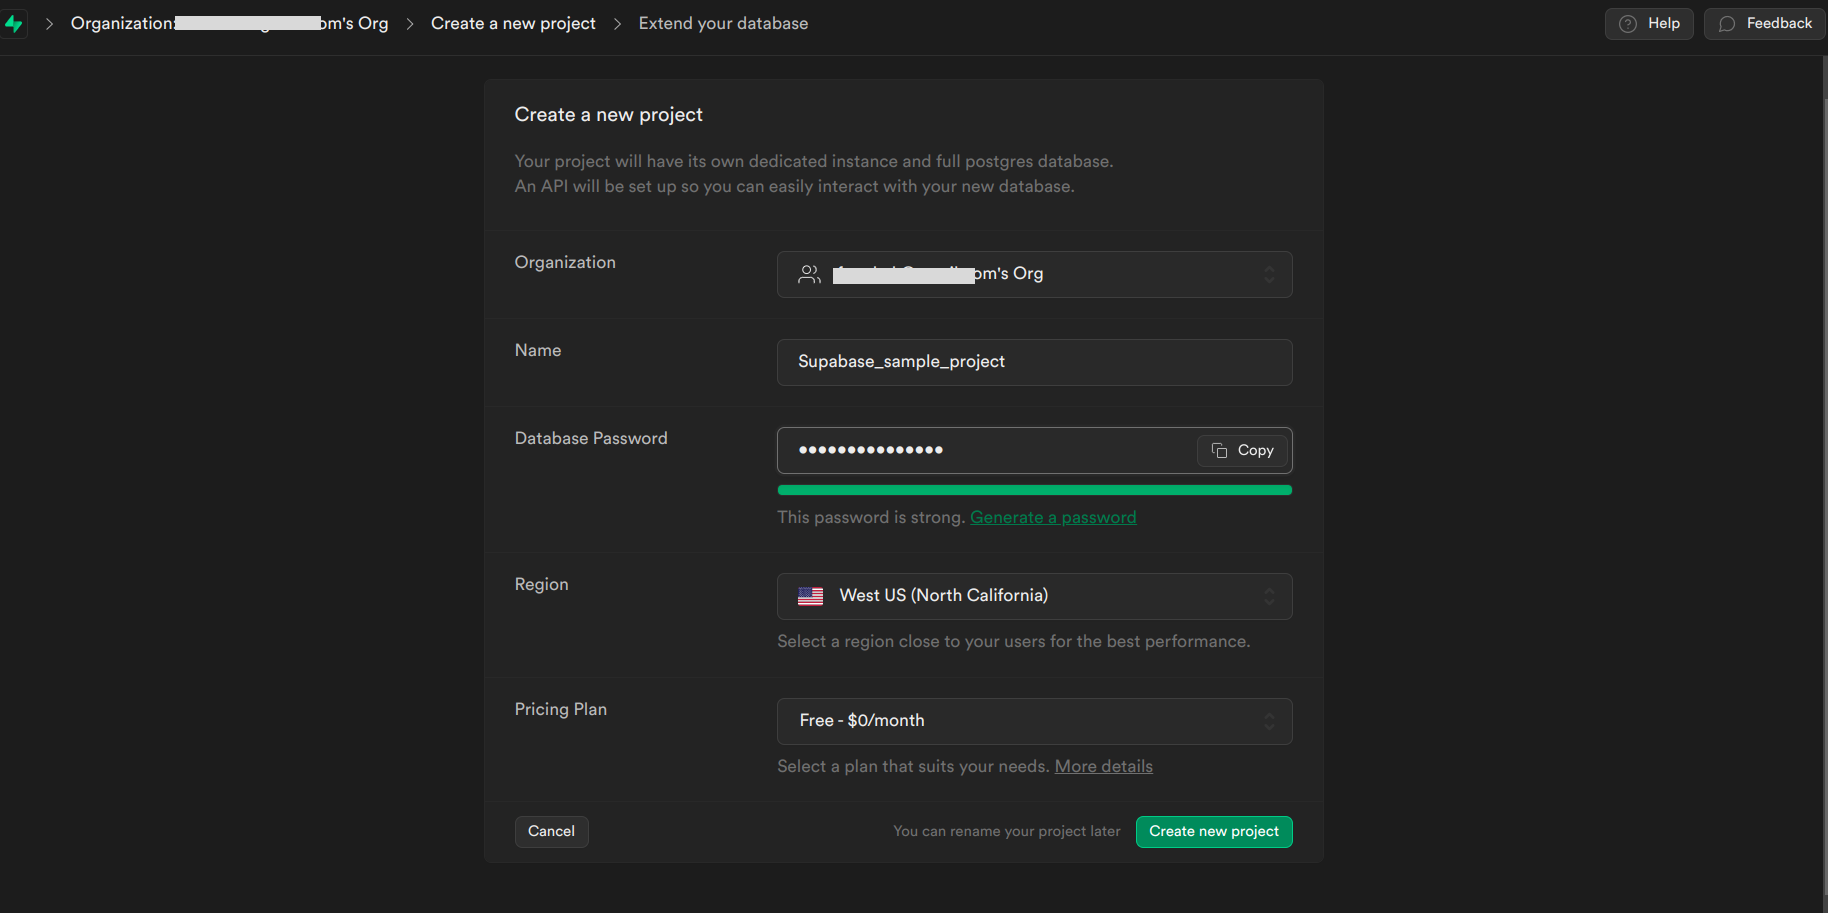 Organization: om's Org > Create a new project > Extend your database
Help
Feedback
Create a new project
Your project will have its own dedicated instance and full postgres database.
An API will be set up so you can easily interact with your new database.
Organization
om's Org
Name
Supabase_sample_project
Database Password
•••••••••••••••
Copy
This password is strong. Generate a password
Region
West US (North California)
Select a region close to your users for the best performance.
Pricing Plan
Free - $0/month
Select a plan that suits your needs. More details
Cancel
You can rename your project later
Create new project